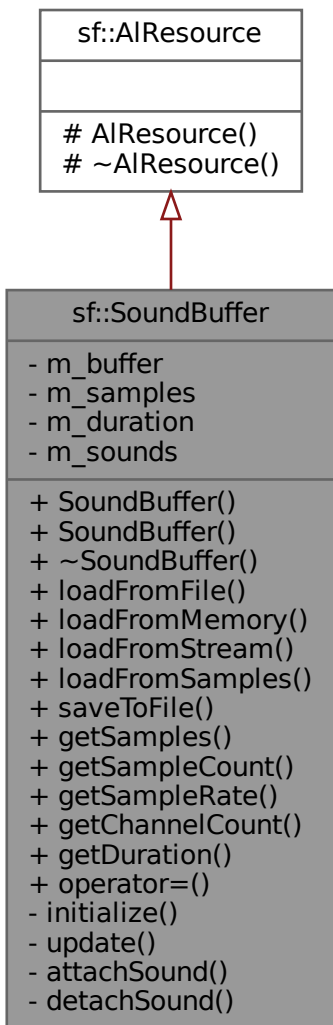 sf::AlResource
# AlResource()
# ~AlResource()
sf::SoundBuffer
- m_buffer
- m_samples
- m_duration
- m_sounds
+ SoundBuffer()
+ SoundBuffer()
+ ~SoundBuffer()
+ loadFromFile()
+ loadFromMemory()
+ loadFromStream()
+ loadFromSamples()
+ saveToFile()
+ getSamples()
+ getSampleCount()
+ getSampleRate()
+ getChannelCount()
+ getDuration()
+ operator=()
- initialize()
- update()
- attachSound()
- detachSound()